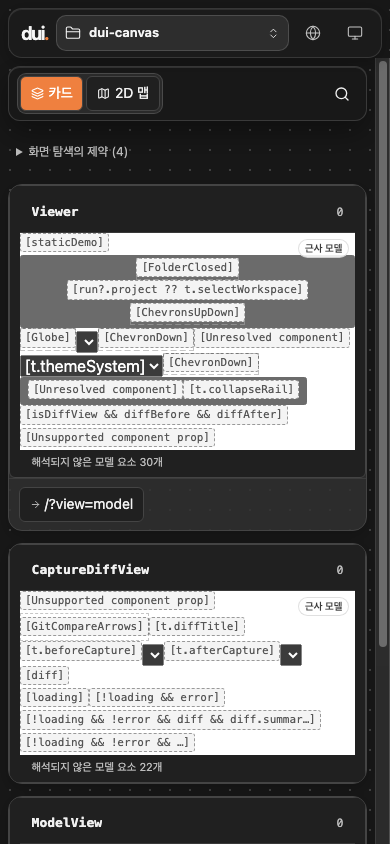 dui. dui-canvas
카드 2D 맵
▶ 화면 탐색의 제약 (4)
Viewer 0
[staticDemo] 근사 모델
[FolderClosed]
[run?.project ?? t.selectWorkspace]
[ChevronsUpDown]
[Globe] [ChevronDown] [Unresolved component]
[t.themeSystem] [ChevronDown]
[Unresolved component] [t.collapseRail]
[isDiffView && diffBefore && diffAfter]
[Unsupported component prop]
해석되지 않은 모델 요소 30개
→ /?view=model
CaptureDiffView 0
[Unsupported component prop] 근사 모델
[GitCompareArrows] [t.diffTitle]
[t.beforeCapture] [t.afterCapture]
[diff]
[loading] [!loading && error]
[!loading && !error && diff && diff.summar…]
[!loading && !error && …]
해석되지 않은 모델 요소 22개
ModelView 0